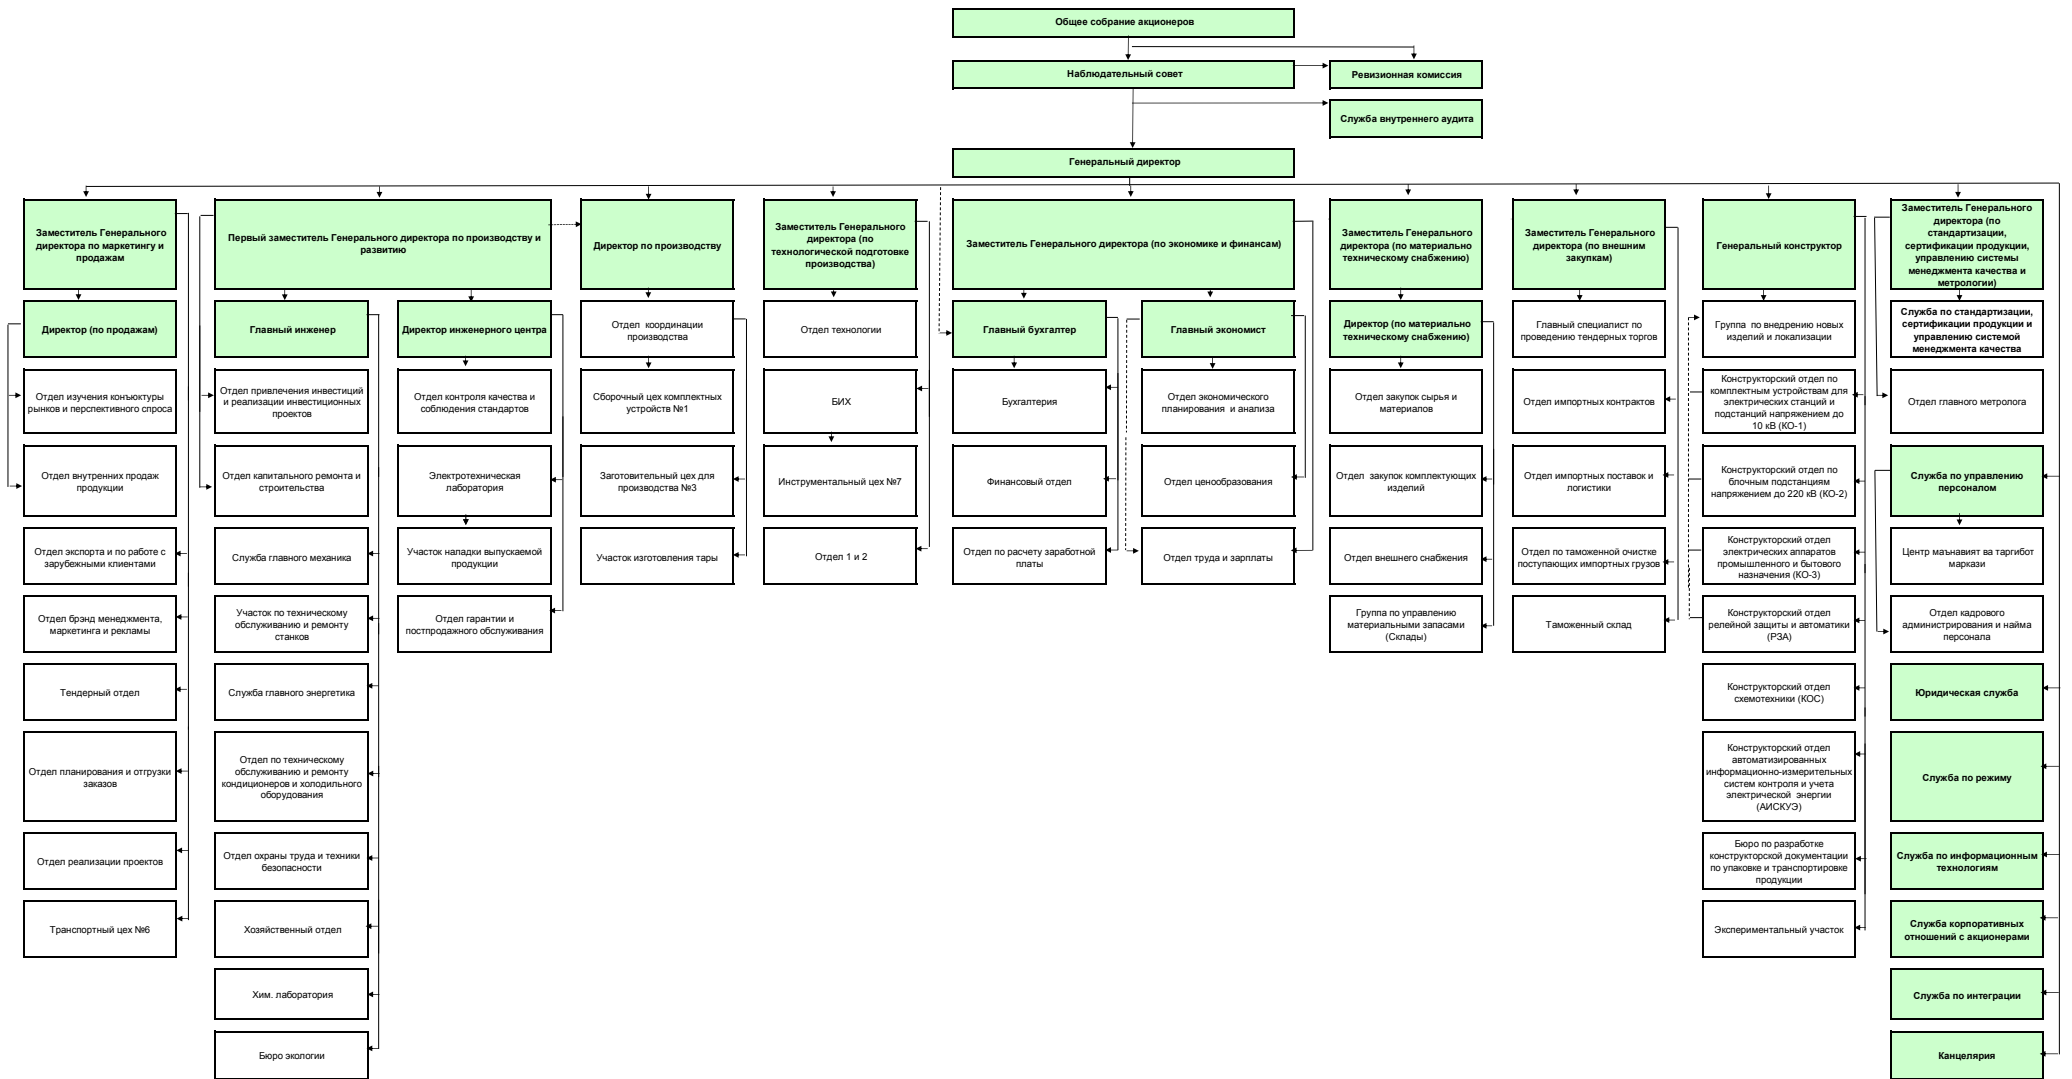 Общее собрание акционеров
Наблюдательный совет
Ревизионная комиссия
Служба внутреннего аудита
Генеральный директор
Заместитель Генерального
директора по маркетингу и
продажам
Первый заместитель Генерального директора по производству и
развитию
Директор по производству
Заместитель Генерального
директора (по
технологической подготовке
производства)
Заместитель Генерального директора (по экономике и финансам)
Заместитель Генерального
директора (по материально
техническому снабжению)
Заместитель Генерального
директора (по внешним
закупкам)
Генеральный конструктор
Заместитель Генерального
директора (по
стандартизации,
сертификации продукции,
управлению системы
менеджмента качества и
метрологии)
Директор (по продажам)
Главный инженер
Директор инженерного центра
Отдел координации
производства
Отдел технологии
Главный бухгалтер
Главный экономист
Директор (по материально
техническому снабжению)
Главный специалист по
проведению тендерных торгов
Группа по внедрению новых
изделий и локализации
Служба по стандартизации,
сертификации продукции и
управлению системой
менеджмента качества
Отдел изучения конъюктуры
рынков и перспективного спроса
Отдел привлечения инвестиций
и реализации инвестиционных
проектов
Отдел контроля качества и
соблюдения стандартов
Сборочный цех комплектных
устройств №1
БИХ
Бухгалтерия
Отдел экономического
планирования и анализа
Отдел закупок сырья и
материалов
Отдел импортных контрактов
Конструкторский отдел по
комплектным устройствам для
электрических станций и
подстанций напряжением до
10 кВ (КО-1)
Отдел главного метролога
Отдел внутренних продаж
продукции
Отдел капитального ремонта и
строительства
Электротехническая
лаборатория
Заготовительный цех для
производства №3
Инструментальный цех №7
Финансовый отдел
Отдел ценообразования
Отдел закупок комплектующих
изделий
Отдел импортных поставок и
логистики
Конструкторский отдел по
блочным подстанциям
напряжением до 220 кВ (КО-2)
Служба по управлению
персоналом
Отдел экспорта и по работе с
зарубежными клиентами
Служба главного механика
Участок наладки выпускаемой
продукции
Участок изготовления тары
Отдел 1 и 2
Отдел по расчету заработной
платы
Отдел труда и зарплаты
Отдел внешнего снабжения
Отдел по таможенной очистке
поступающих импортных грузов
Конструкторский отдел
электрических аппаратов
промышленного и бытового
назначения (КО-3)
Центр маънавият ва таргибот
маркази
Отдел брэнд менеджмента,
маркетинга и рекламы
Участок по техническому
обслуживанию и ремонту
станков
Отдел гарантии и
постпродажного обслуживания
Группа по управлению
материальными запасами
(Склады)
Таможенный склад
Конструкторский отдел
релейной защиты и автоматики
(РЗА)
Отдел кадрового
администрирования и найма
персонала
Тендерный отдел
Служба главного энергетика
Конструкторский отдел
схемотехники (КОС)
Юридическая служба
Отдел планирования и отгрузки
заказов
Отдел по техническому
обслуживанию и ремонту
кондиционеров и холодильного
оборудования
Конструкторский отдел
автоматизированных
информационно-измерительных
систем контроля и учета
электрической энергии
(АИСКУЭ)
Служба по режиму
Отдел реализации проектов
Отдел охраны труда и техники
безопасности
Бюро по разработке
конструкторской документации
по упаковке и транспортировке
продукции
Служба по информационным
технологиям
Транспортный цех №6
Хозяйственный отдел
Экспериментальный участок
Служба корпоративных
отношений с акционерами
Хим. лаборатория
Служба по интеграции
Бюро экологии
Канцелярия